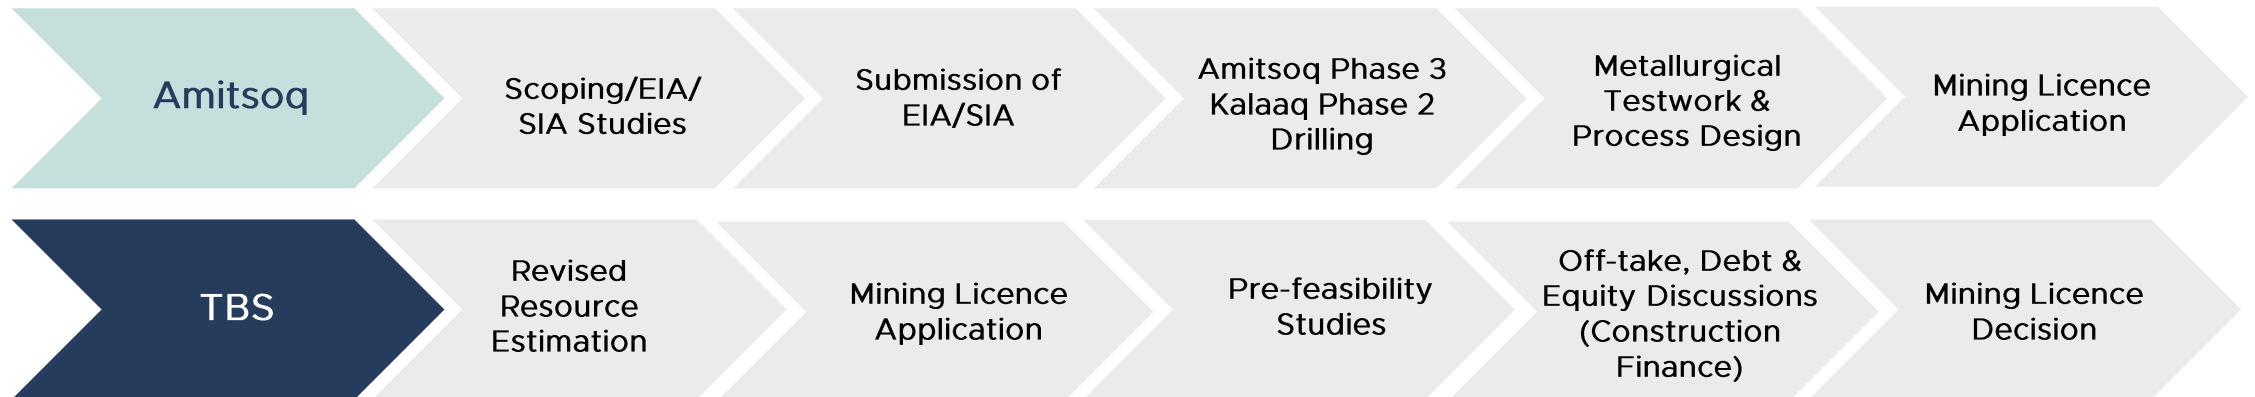 Amitsoq
Scoping/EIA/
SIA Studies
Submission of
EIA/SIA
Amitsoq Phase 3
Kalaaq Phase 2
Drilling
Metallurgical
Testwork &
Process Design
Mining Licence
Application
TBS
Revised
Resource
Estimation
Mining Licence
Application
Pre-feasibility
Studies
Off-take, Debt &
Equity Discussions
(Construction
Finance)
Mining Licence
Decision